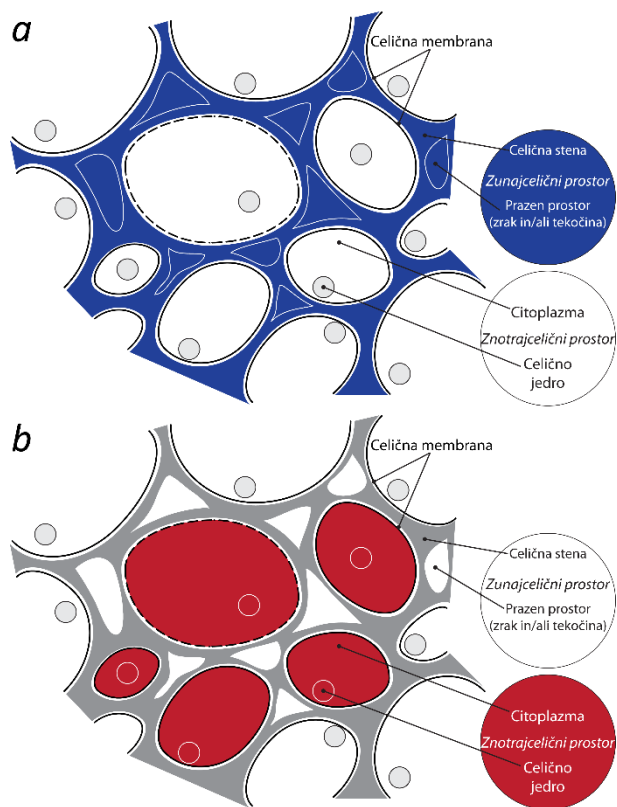 a
Celična membrana
Celična stena
Zunajcelični prostor
Prazen prostor
(zrak in/ali tekočina)
Citoplazma
Znotrajcelični prostor
Celično
jedro
b
Celična membrana
Celična stena
Zunajcelični prostor
Prazen prostor
(zrak in/ali tekočina)
Citoplazma
Znotrajcelični prostor
Celično
jedro